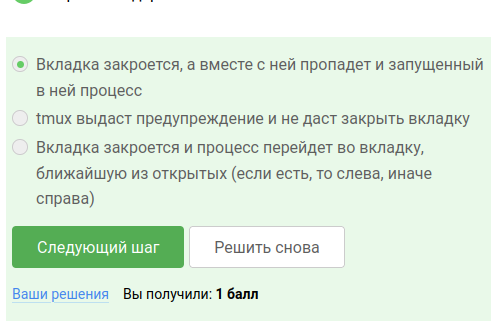 Вкладка закроется, а вместе с ней пропадет и запущенный
в ней процесс
tmux выдаст предупреждение и не даст закрыть вкладку
Вкладка закроется и процесс перейдет во вкладку,
ближайшую из открытых (если есть, то слева, иначе
справа)
Следующий шаг Решить снова
Ваши решения Вы получили: 1 балл